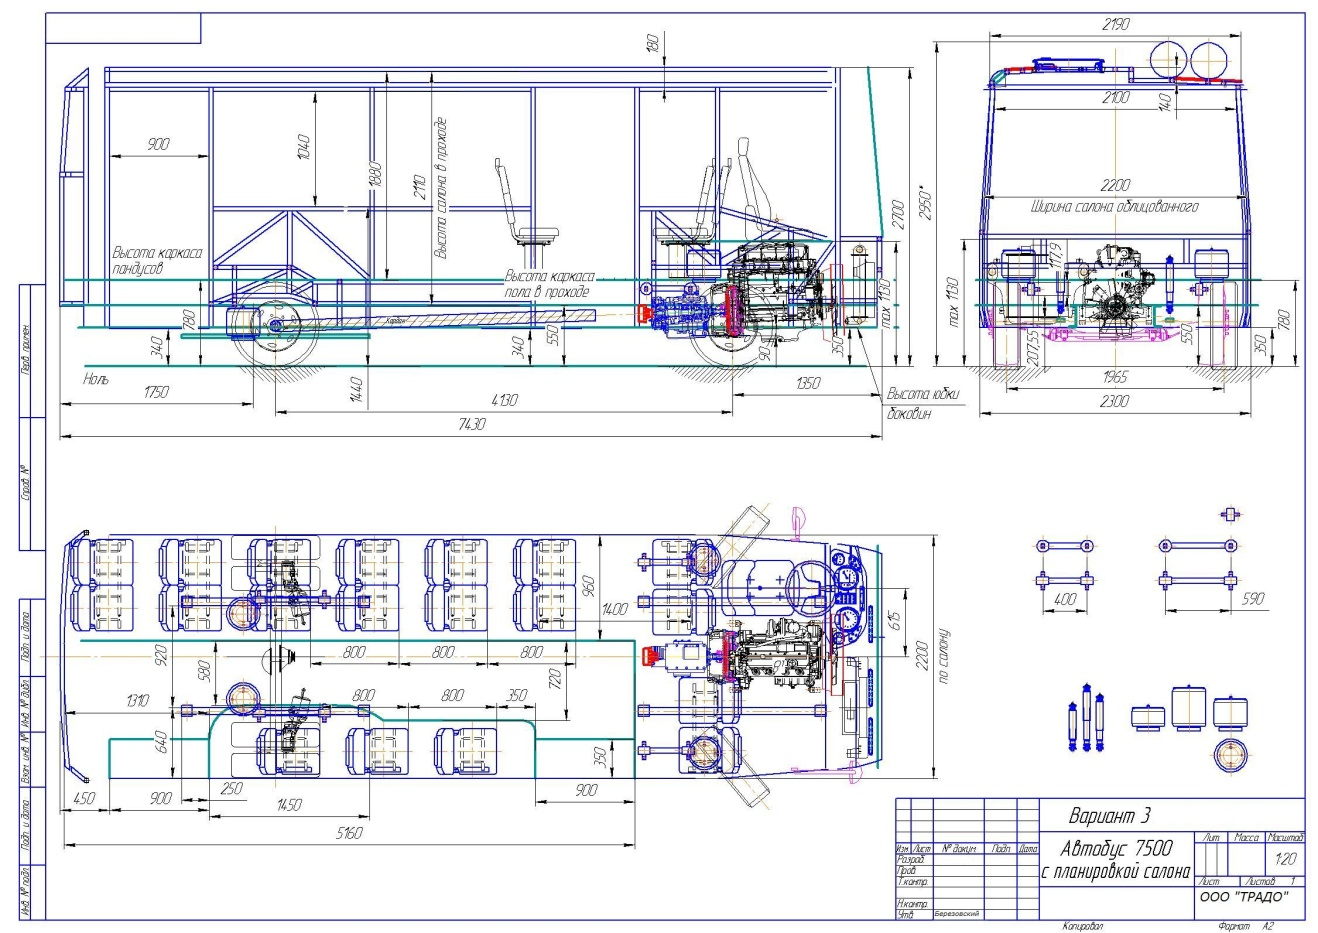 180
900
1040
1880
2110
Высота салона в проходе
Высота каркаса
пандусов
Высота каркаса
пола в проходе
Кардан
780
340
340
550
90
350
max 1130
2700
2950*
Ноль
1440
1750
4130
1350
7430
Высота юбки
боковин
2190
2100
140
2200
Ширина салона облицованного
117,9
max 1130
207,55
550
350
780
1965
2300
960
1400
615
2200
по салону
920
580
800
800
800
720
1310
800
800
350
640
350
250
450
900
1450
900
5160
400
590
Перв. примен.
Справ. №
Подп. и дата
Инв. № дубл.
Взам. инв. №
Подп. и дата
Инв. № подл.
Вариант 3
Автобус 7500
с планировкой салона
Лит.
Масса
Масштаб
1:20
Изм.
Лист
№ докум.
Подп.
Дата
Разраб.
Пров.
Т.контр.
Н.контр.
Утв.
Березовский
Лист
Листов 1
ООО "ТРАДО"
Копировал
Формат А2